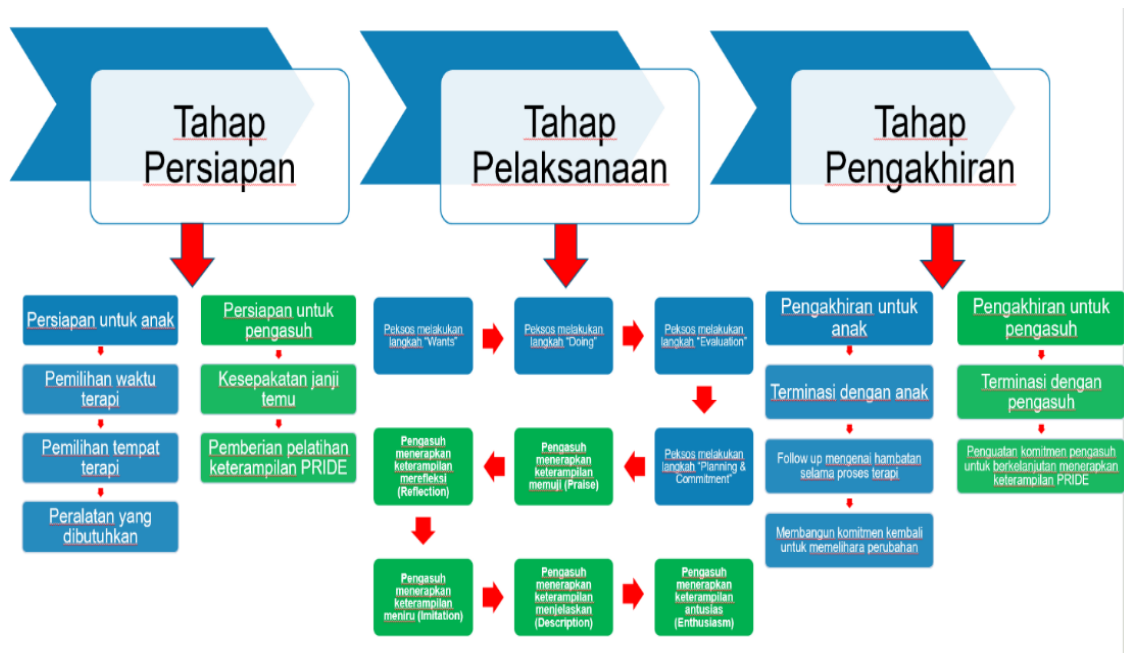 Tahap
Persiapan
Tahap
Pelaksanaan
Tahap
Pengakhiran
Persiapan untuk anak
Pemilihan waktu
terapi
Pemilihan tempat
terapi
Peralatan yang
dibutuhkan
Persiapan untuk
pengasuh
Kesepakatan janji
temu
Pemberian pelatihan
keterampilan PRIDE
Peksos melakukan
langkah "Wants"
Peksos melakukan
langkah "Doing"
Peksos melakukan
langkah "Evaluation"
Peksos melakukan
langkah "Planning &
Commitment"
Pengasuh
menerapkan
keterampilan
memuji (Praise)
Pengasuh
menerapkan
keterampilan
merefleksi
(Reflection)
Pengasuh
menerapkan
keterampilan
meniru (Imitation)
Pengasuh
menerapkan
keterampilan
menjelaskan
(Description)
Pengasuh
menerapkan
keterampilan
antusias
(Enthusiasm)
Pengakhiran untuk
anak
Terminasi dengan anak
Follow up mengenai hambatan
selama proses terapi
Membangun komitmen kembali
untuk memelihara perubahan
Pengakhiran untuk
pengasuh
Terminasi dengan
pengasuh
Penguatan komitmen pengasuh
untuk berkelanjutan menerapkan
keterampilan PRIDE